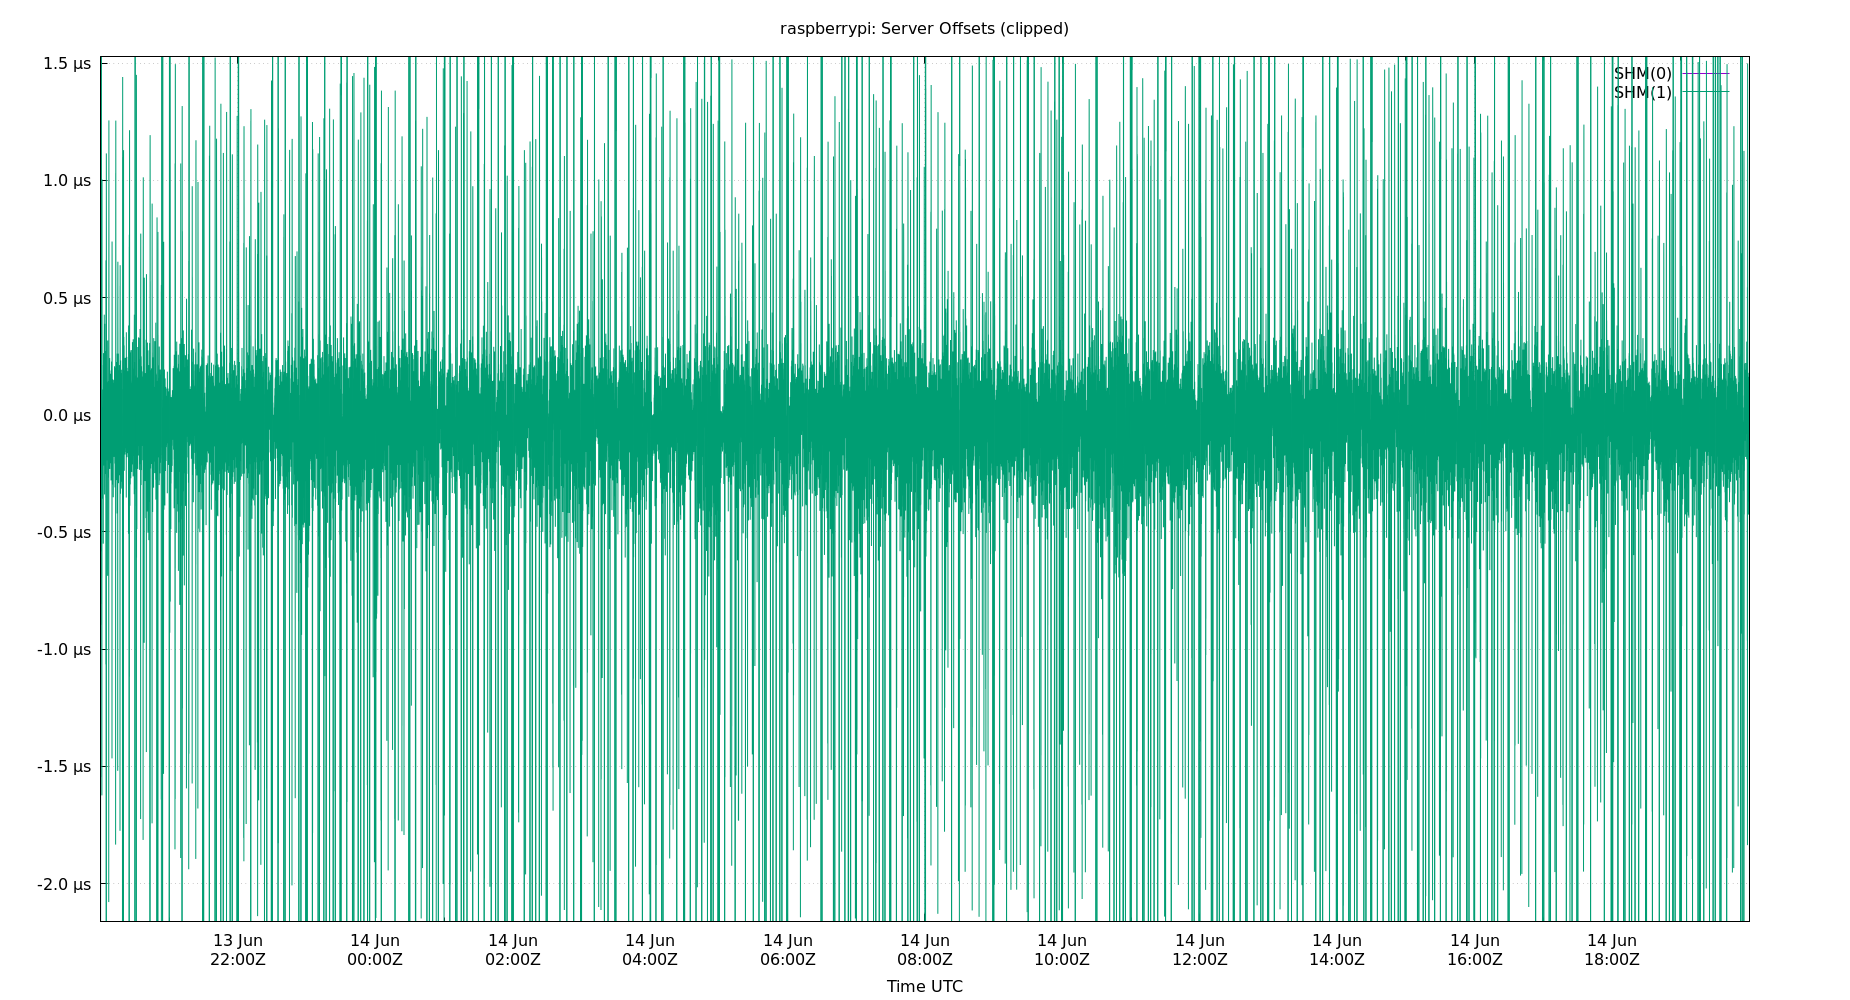 raspberrypi: Server Offsets (clipped)
1.5 μs
SHM(0)
SHM(1)
1.0 μs
0.5 μs
0.0 μs
-0.5 μs
-1.0 μs
-1.5 μs
-2.0 μs
13 Jun 14 Jun 14 Jun 14 Jun 14 Jun 14 Jun 14 Jun 14 Jun 14 Jun 14 Jun 14 Jun
22:00Z 00:00Z 02:00Z 04:00Z 06:00Z 08:00Z 10:00Z 12:00Z 14:00Z 16:00Z 18:00Z
Time UTC